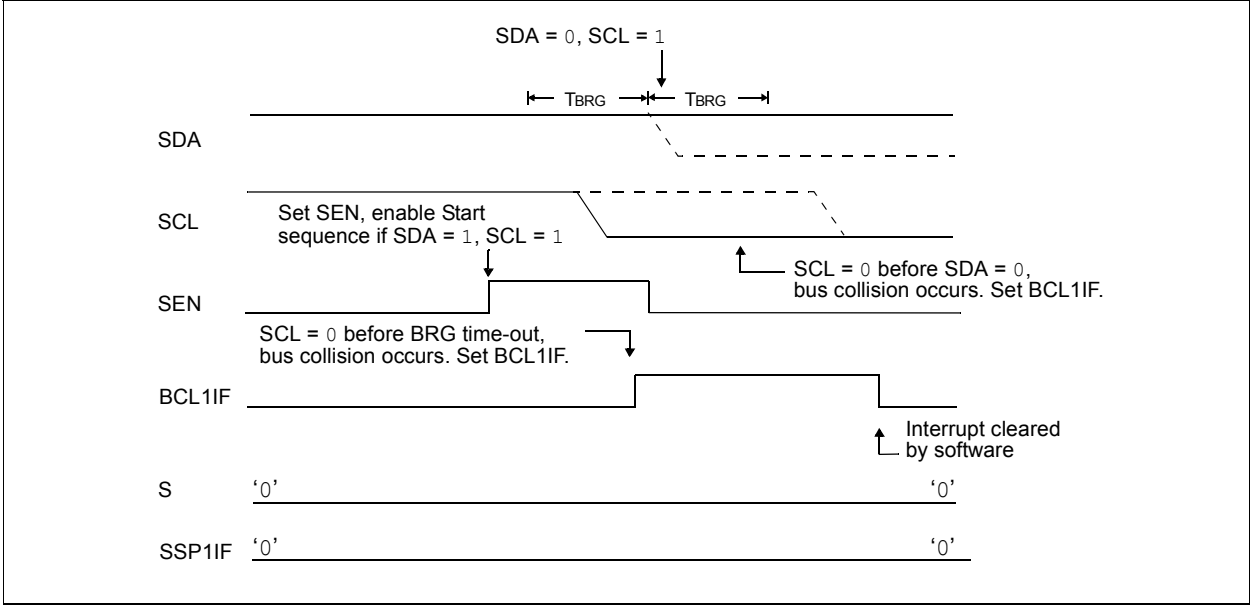 SDA = 0, SCL = 1
TBRG TBRG
SDA
SCL
Set SEN, enable Start
sequence if SDA = 1, SCL = 1
SCL = 0 before SDA = 0,
bus collision occurs. Set BCL1IF.
SEN
SCL = 0 before BRG time-out,
bus collision occurs. Set BCL1IF.
BCL1IF
Interrupt cleared
by software
S ‘0’ ‘0’
SSP1IF ‘0’ ‘0’